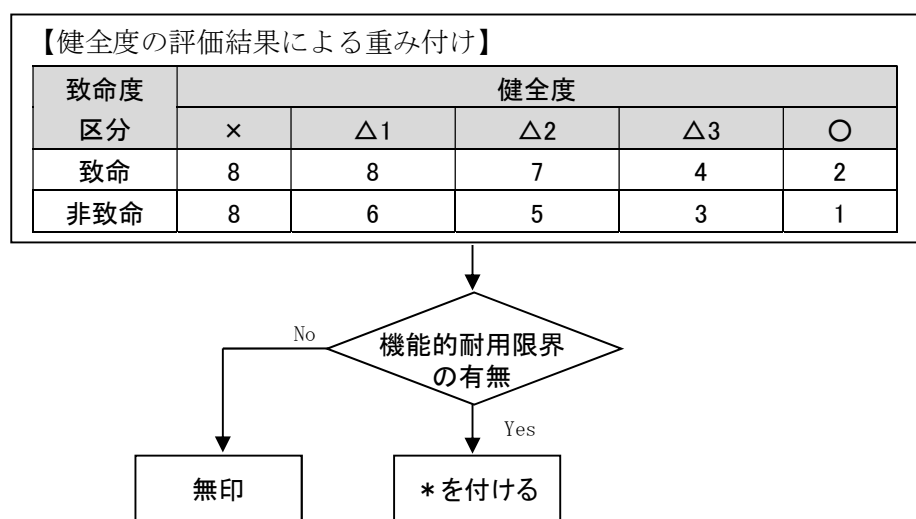 【健全度の評価結果による重み付け】
致命度区分 健全度
× △1 △2 △3 ○
致命 8 8 7 4 2
非致命 8 6 5 3 1
No
機能的耐用限界
の有無
Yes
無印 *を付ける